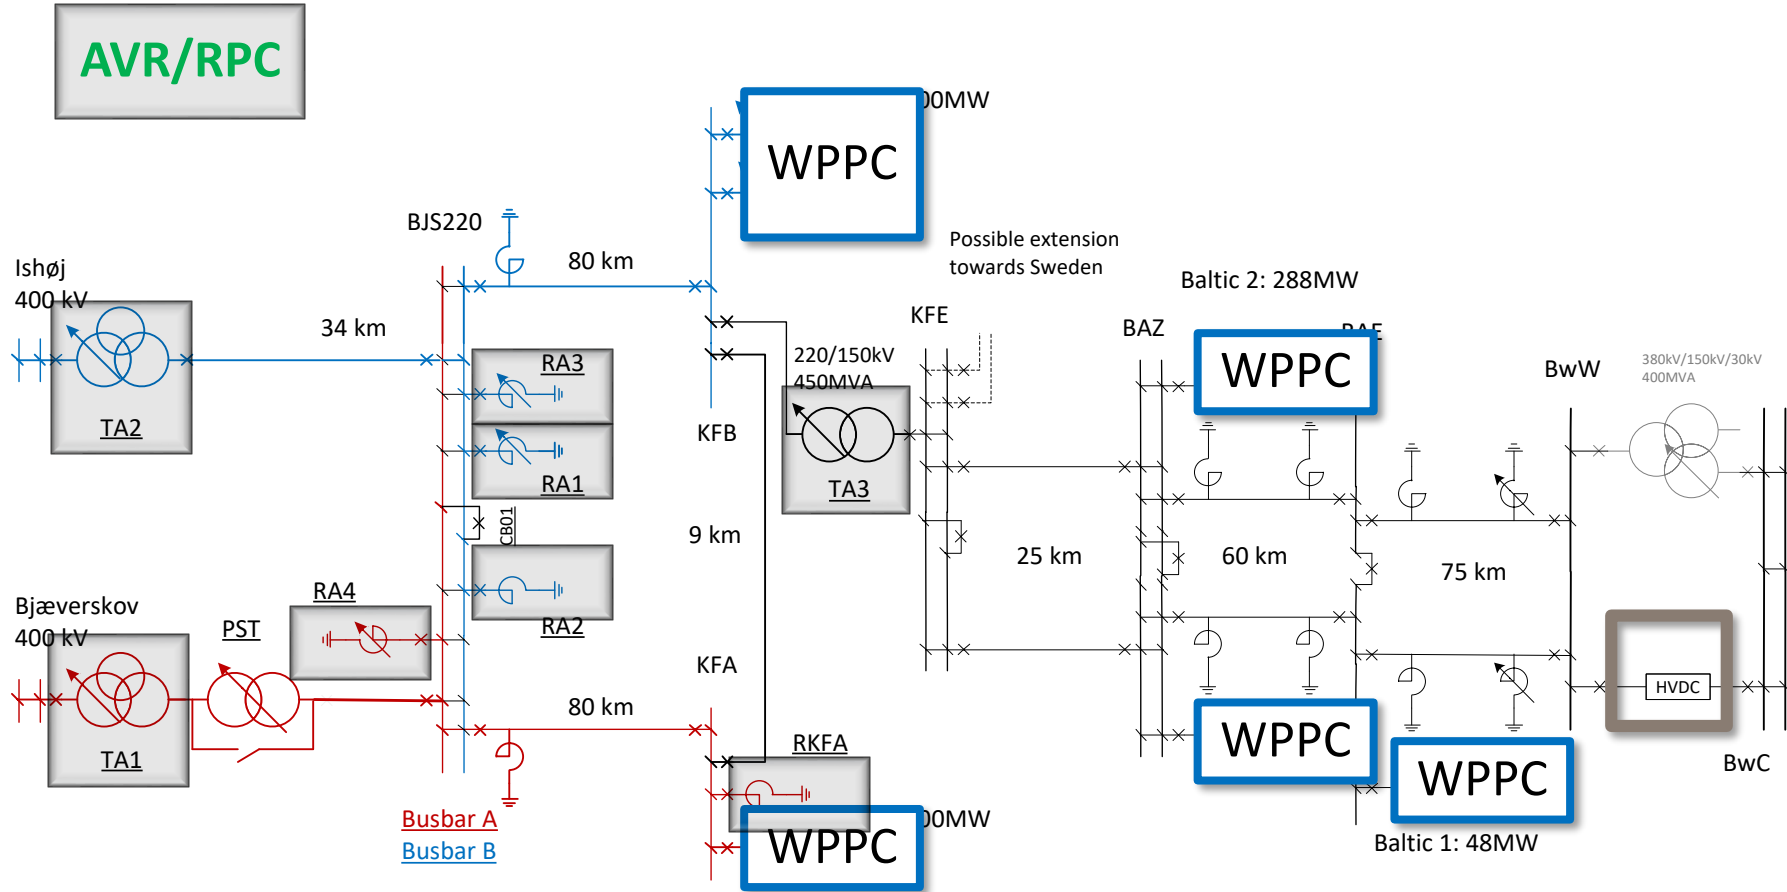 AVR/RPC
WPPC
00MW
BJS220
80 km
Possible extension
towards Sweden
Ishøj
400 kV
34 km
Baltic 2: 288MW
KFE
BAZ
BAE
220/150kV
450MVA
RA3
WPPC
BwW
380kV/150kV/30kV
400MVA
TA2
KFB
RA1
TA3
CB01
9 km
25 km
60 km
75 km
Bjæverskov
400 kV
PST
RA4
RA2
KFA
80 km
HVDC
TA1
RKFA
WPPC
WPPC
BwC
Busbar A
Busbar B
WPPC
00MW
Baltic 1: 48MW